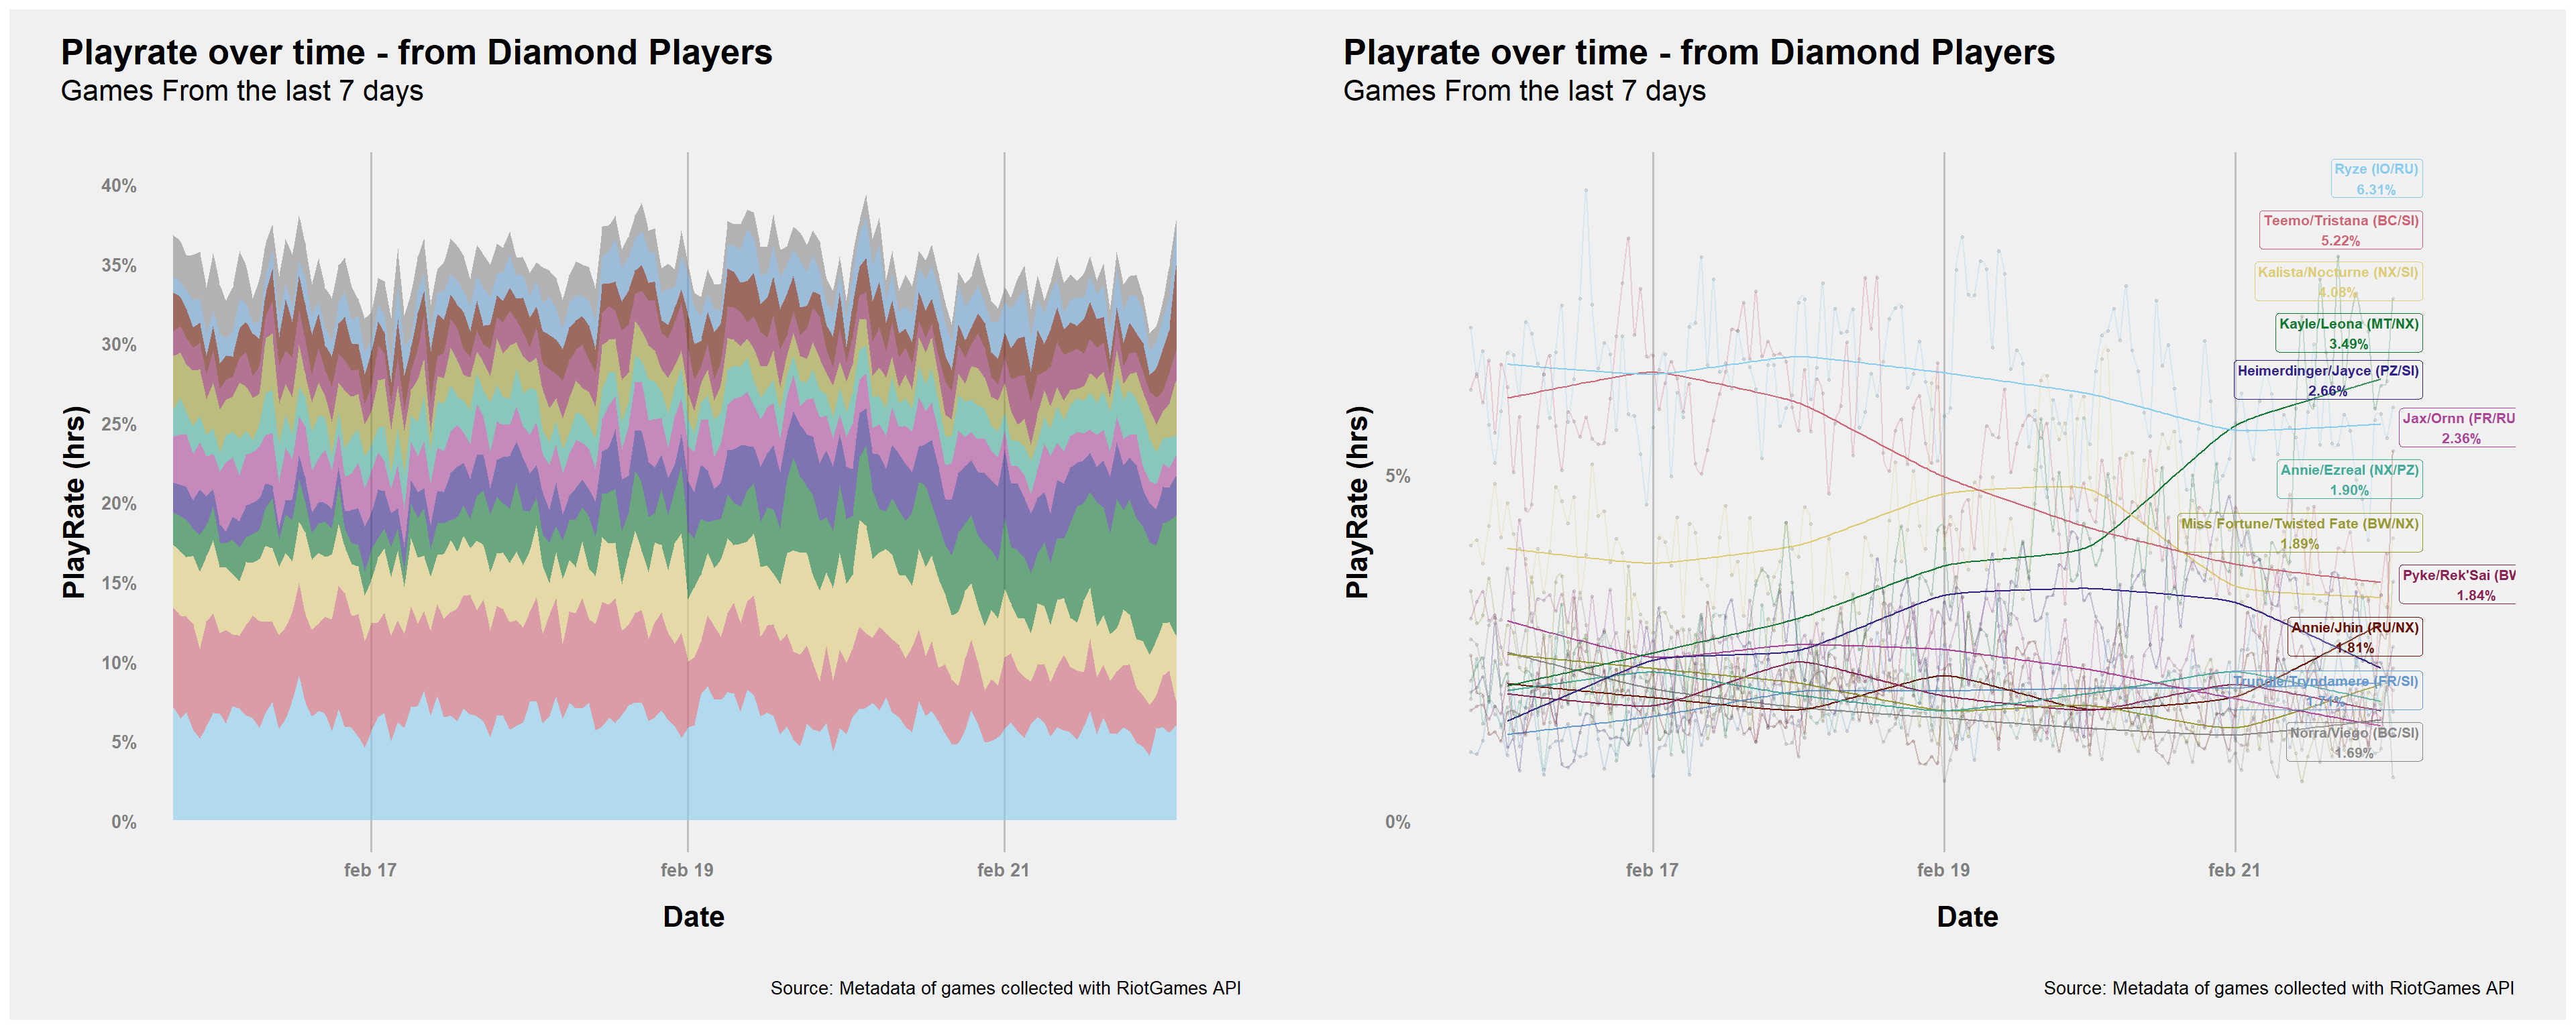 Playrate over time - from Diamond Players
Games From the last 7 days
PlayRate (hrs)
40%
35%
30%
25%
20%
15%
10%
5%
0%
feb 17
feb 19
feb 21
Date
Source: Metadata of games collected with RiotGames API
Playrate over time - from Diamond Players
Games From the last 7 days
PlayRate (hrs)
5%
0%
Ryze (IO/RU)
6.31%
Teemo/Tristana (BC/SI)
5.22%
Kalista/Nocturne (NX/SI)
4.08%
Kayle/Leona (MT/NX)
3.49%
Heimerdinger/Jayce (PZ/SI)
2.66%
Jax/Ornn (FR/RU
2.36%
Annie/Ezreal (NX/PZ)
1.90%
Miss Fortune/Twisted Fate (BW/NX)
1.89%
Pyke/Rek'Sai (BW
1.84%
Annie/Jhin (RU/NX)
1.81%
Trundle/Tryndamere (FR/SI)
1.71%
Norra/Viego (BC/SI)
1.69%
feb 17
feb 19
feb 21
Date
Source: Metadata of games collected with RiotGames API